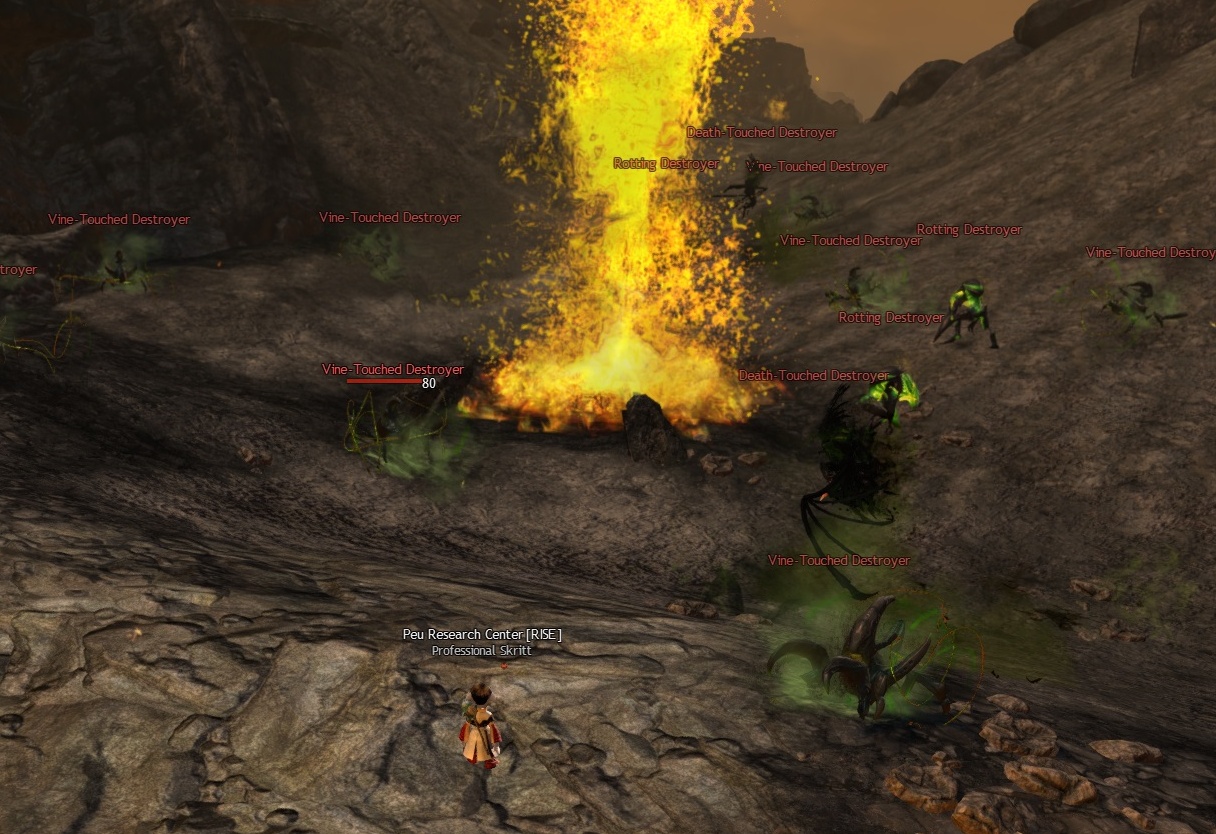 Death-Touched Destroyer
Rotting Destroyer
Vine-Touched Destroyer
Vine-Touched Destroyer
Vine-Touched Destroyer
Rotting Destroyer
Vine-Touched Destroyer
Vine-Touched Destroy
troyer
Rotting Destroyer
Vine-Touched Destroyer
80
Death-Touched Destroyer
Vine-Touched Destroyer
Peu Research Center [RISE]
Professional Skritt